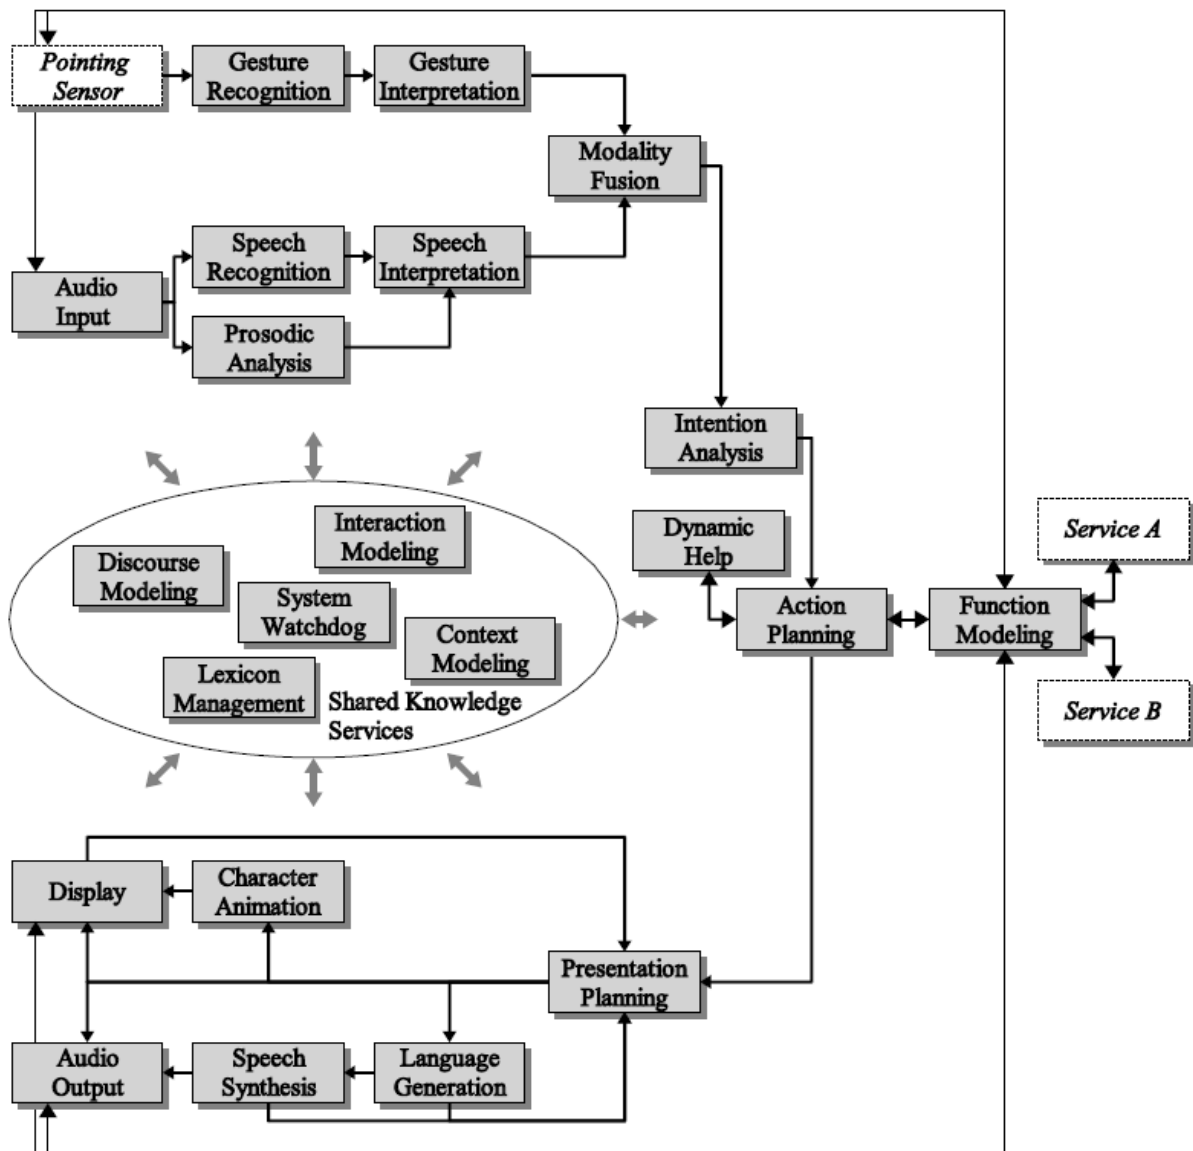 Pointing
Sensor
Gesture
Recognition
Gesture
Interpretation
Modality
Fusion
Speech
Recognition
Speech
Interpretation
Audio
Input
Prosodic
Analysis
Intention
Analysis
Interaction
Modeling
Dynamic
Help
Service A
Discourse
Modeling
System
Watchdog
Action
Planning
Function
Modeling
Context
Modeling
Lexicon
Management
Shared Knowledge
Services
Service B
Display
Character
Animation
Presentation
Planning
Audio
Output
Speech
Synthesis
Language
Generation